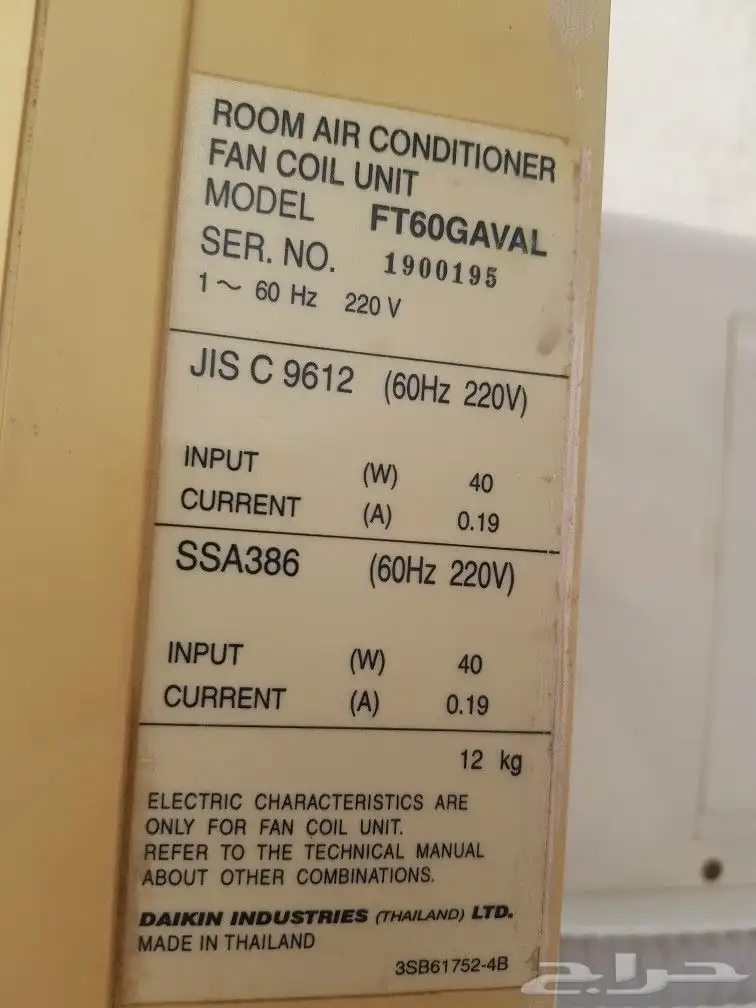 ROOM AIR CONDITIONER
FAN COIL UNIT
MODEL FT60GAVAL
SER. NO. 1900195
1~ 60 Hz 220 V
JIS C 9612 (60Hz 220V)
INPUT (W) 40
CURRENT (A) 0.19
SSA386 (60Hz 220V)
INPUT (W) 40
CURRENT (A) 0.19
12 kg
ELECTRIC CHARACTERISTICS ARE
ONLY FOR FAN COIL UNIT.
REFER TO THE TECHNICAL MANUAL
ABOUT OTHER COMBINATIONS.
DAIKIN INDUSTRIES (THAILAND) LTD.
MADE IN THAILAND
3SB61752-4B
حراج